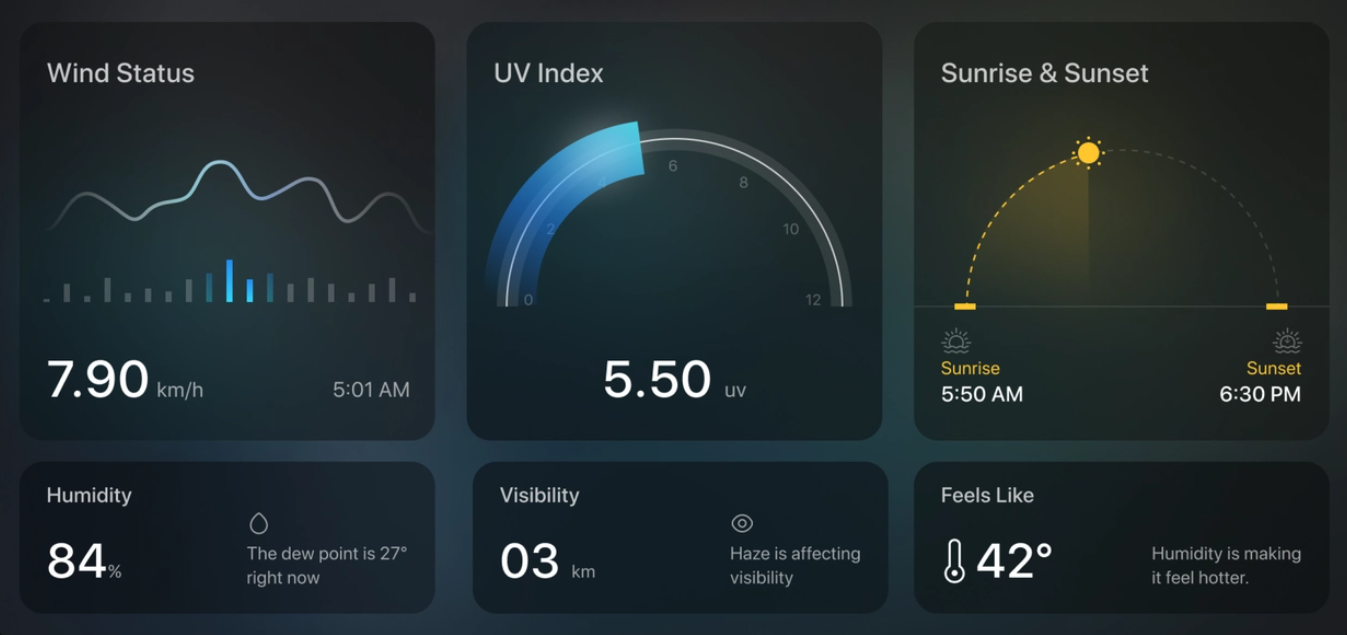 Wind Status
7.90 km/h
5:01 AM
UV Index
0
2
4
6
8
10
12
5.50 uv
Sunrise & Sunset
Sunrise
5:50 AM
Sunset
6:30 PM
Humidity
84%
The dew point is 27°
right now
Visibility
03 km
Haze is affecting
visibility
Feels Like
42°
Humidity is making
it feel hotter.